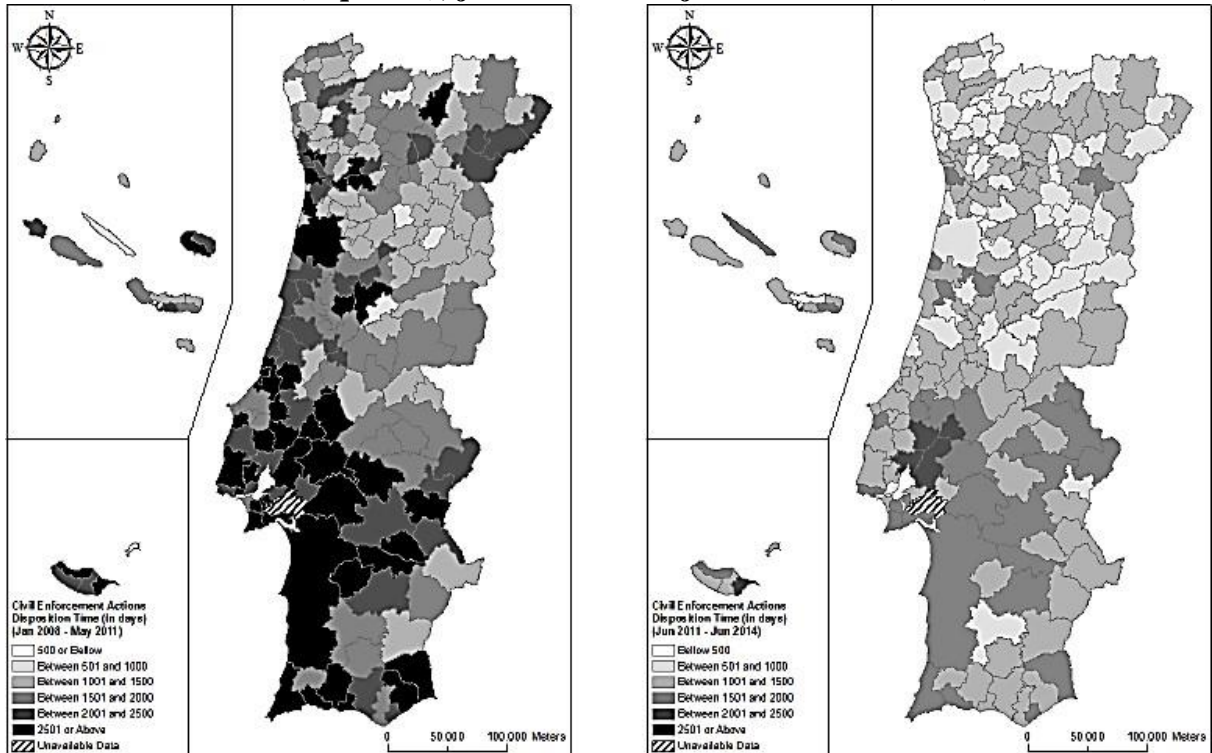 N
W E
S
Civil Enforcement Actions
Disposition Time (in days)
(Jan 2008 - May 2011)
500 or Bellow
Between 501 and 1000
Between 1001 and 1500
Between 1501 and 2000
Between 2001 and 2500
2501 or Above
Unavailable Data
0 50 000 100 000 Meters
N
W E
S
Civil Enforcement Actions
Disposition Time (in days)
(Jun 2011 - Jun 2014)
Bellow 500
Between 501 and 1000
Between 1001 and 1500
Between 1501 and 2000
Between 2001 and 2500
2501 or Above
Unavailable Data
0 50 000 100 000 Meters